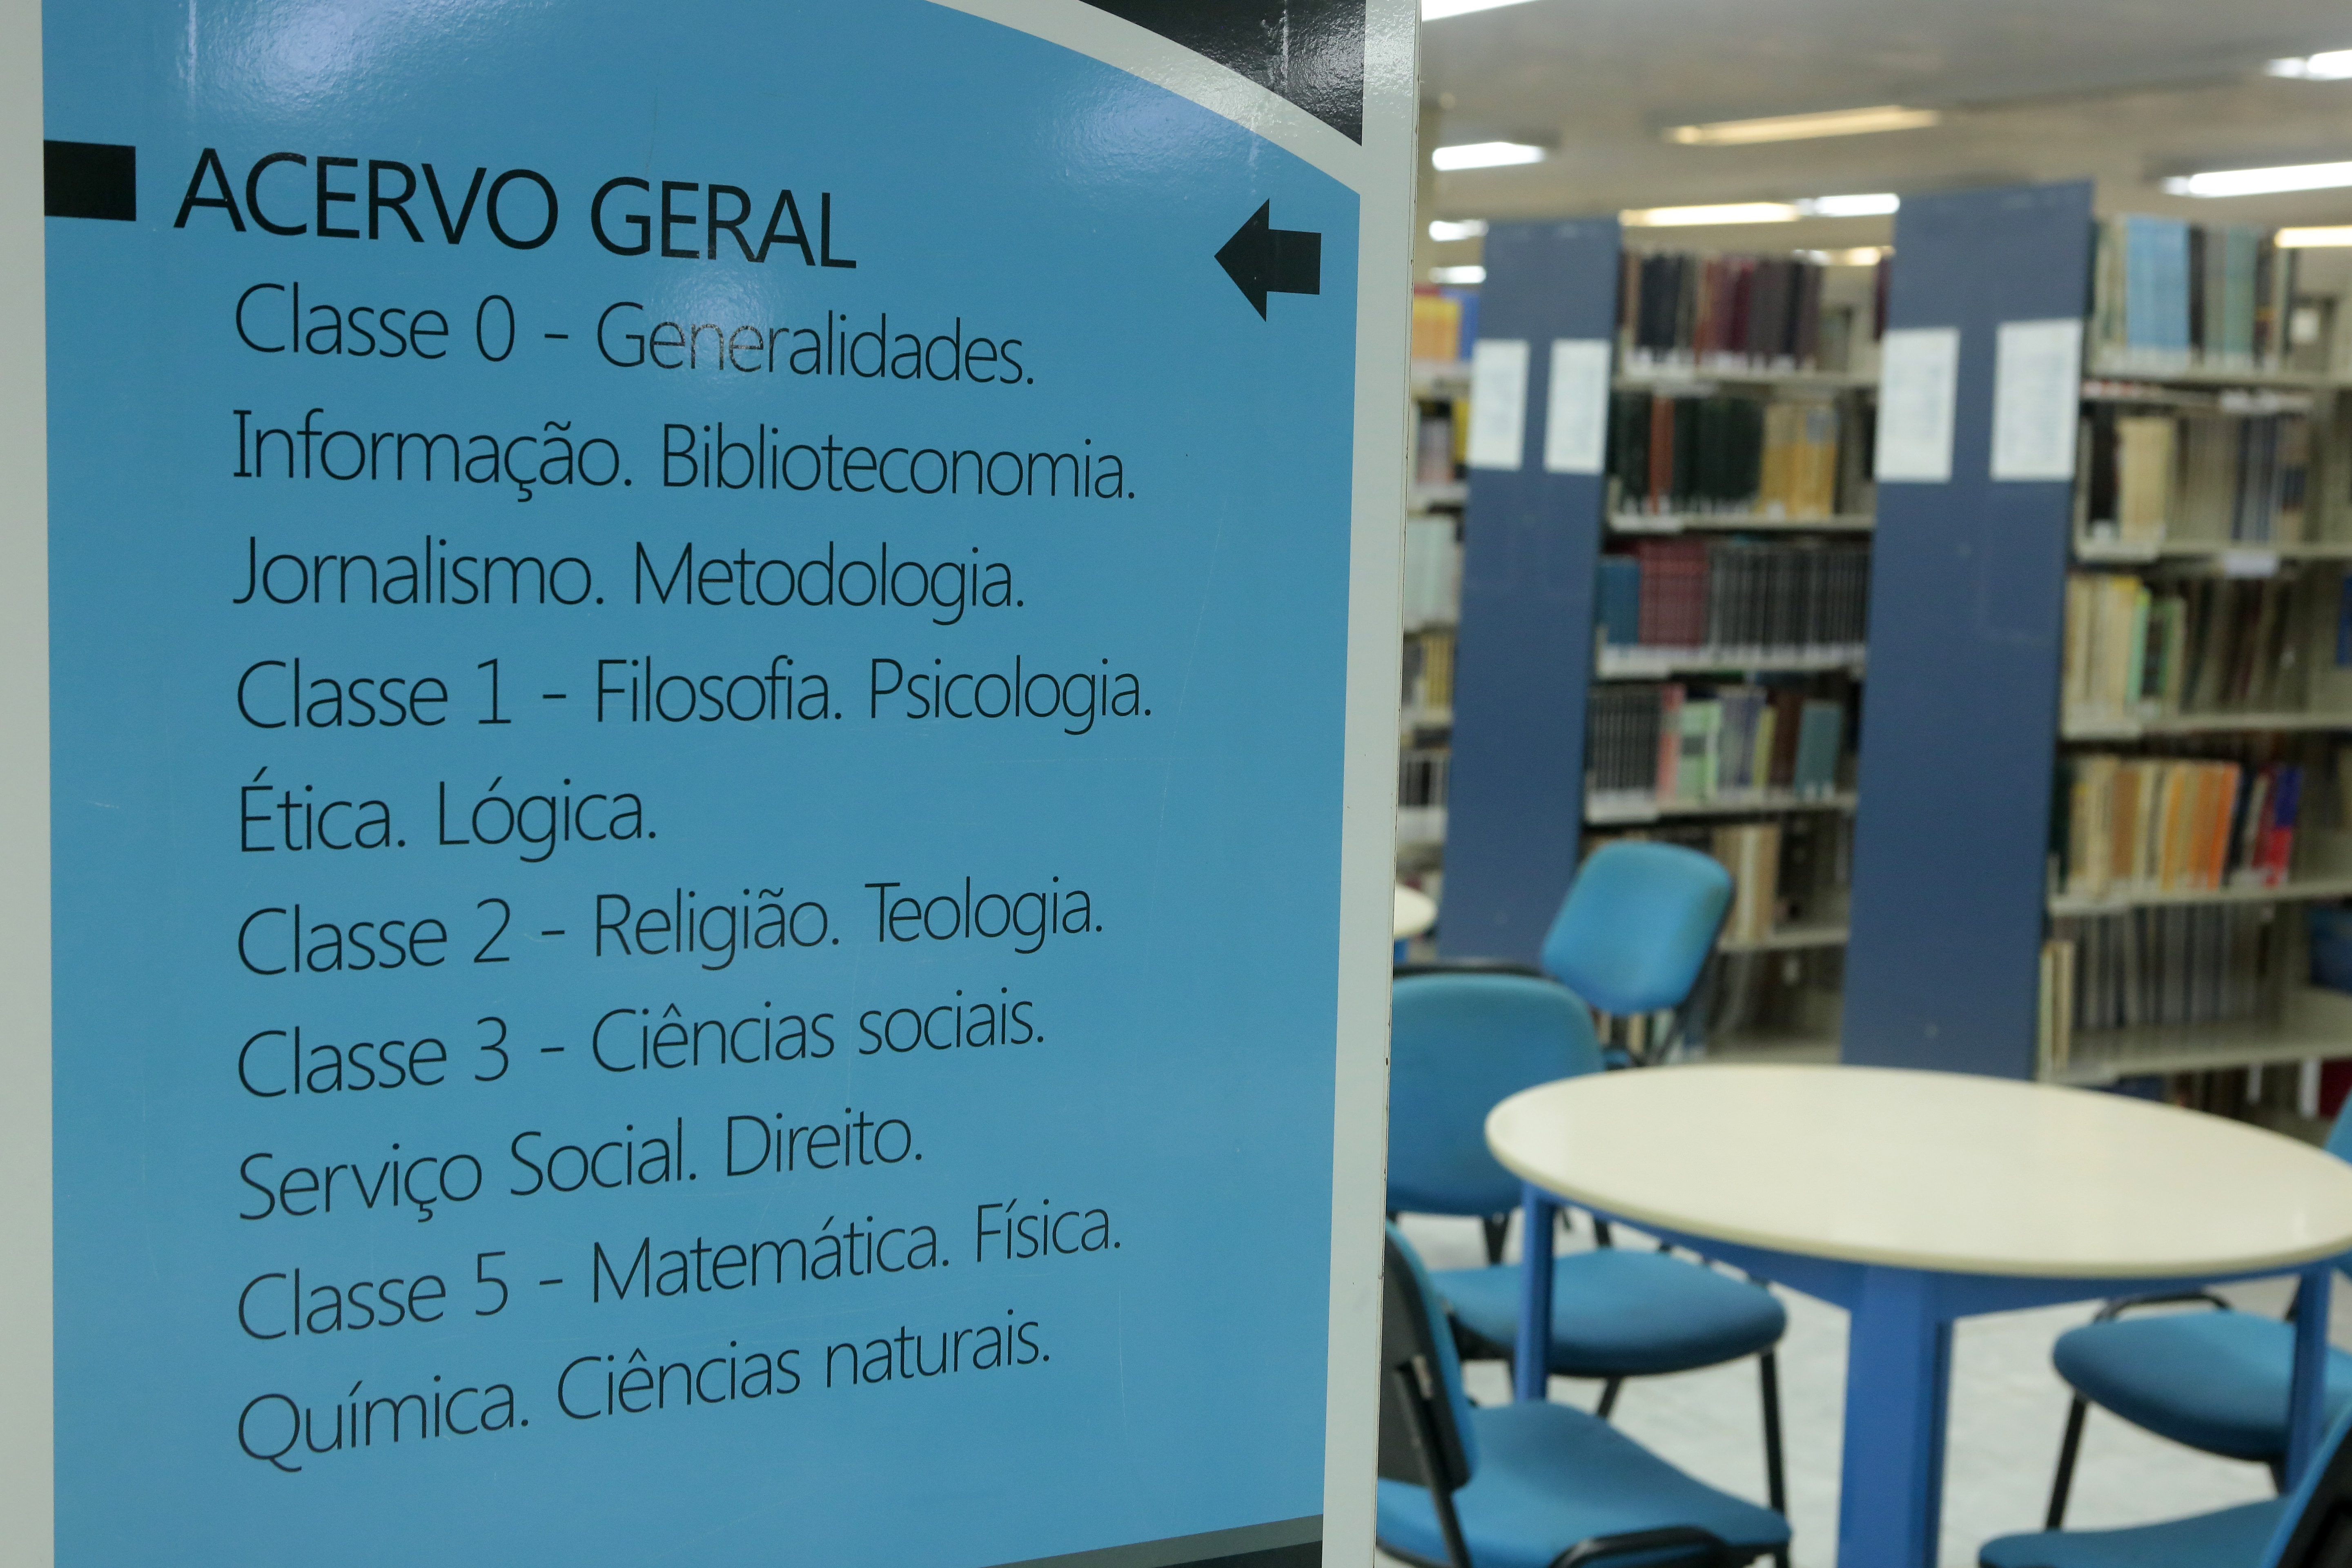 ACERVO GERAL
Classe 0 - Generalidades.
Informação. Biblioteconomia.
Jornalismo. Metodologia.
Classe 1 - Filosofia. Psicologia.
Ética. Lógica.
Classe 2 - Religião. Teologia.
Classe 3 - Ciências sociais.
Serviço Social. Direito.
Classe 5 - Matemática. Física.
Química. Ciências naturais.